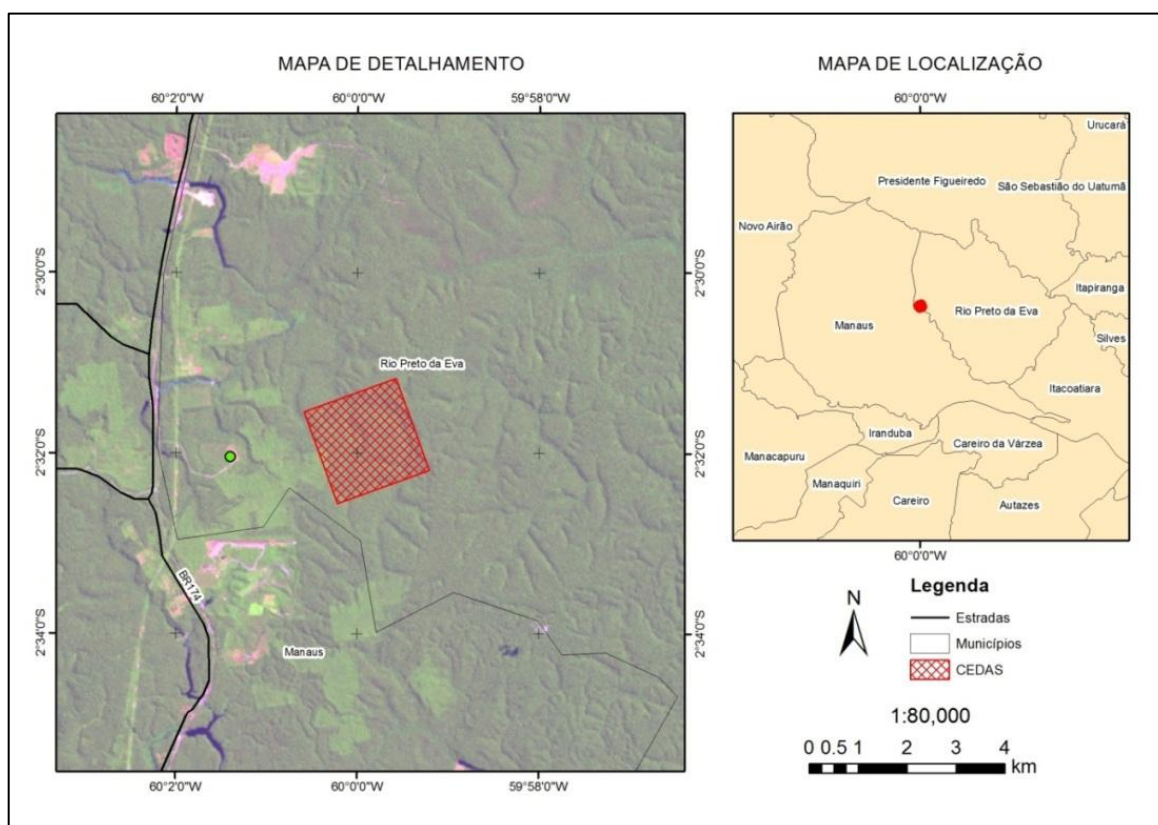 MAPA DE DETALHAMENTO
60°2'0"W
60°0'0"W
59°58'0"W
2°30'0"S
2°30'0"S
Rio Preto da Eva
2°32'0"S
2°32'0"S
BR174
2°34'0"S
2°34'0"S
Manaus
60°2'0"W
60°0'0"W
59°58'0"W
MAPA DE LOCALIZAÇÃO
60°0'0"W
Urucará
Presidente Figueiredo
São Sebastião do Uatumã
Novo Airão
Itapiranga
Rio Preto da Eva
Manaus
Silves
Itacoatiara
Iranduba
Careiro da Várzea
Manacapuru
Manaquiri
Careiro
Autazes
60°0'0"W
N
Legenda
Estradas
Municípios
CEDAS
1:80,000
0 0.5 1 2 3 4
km